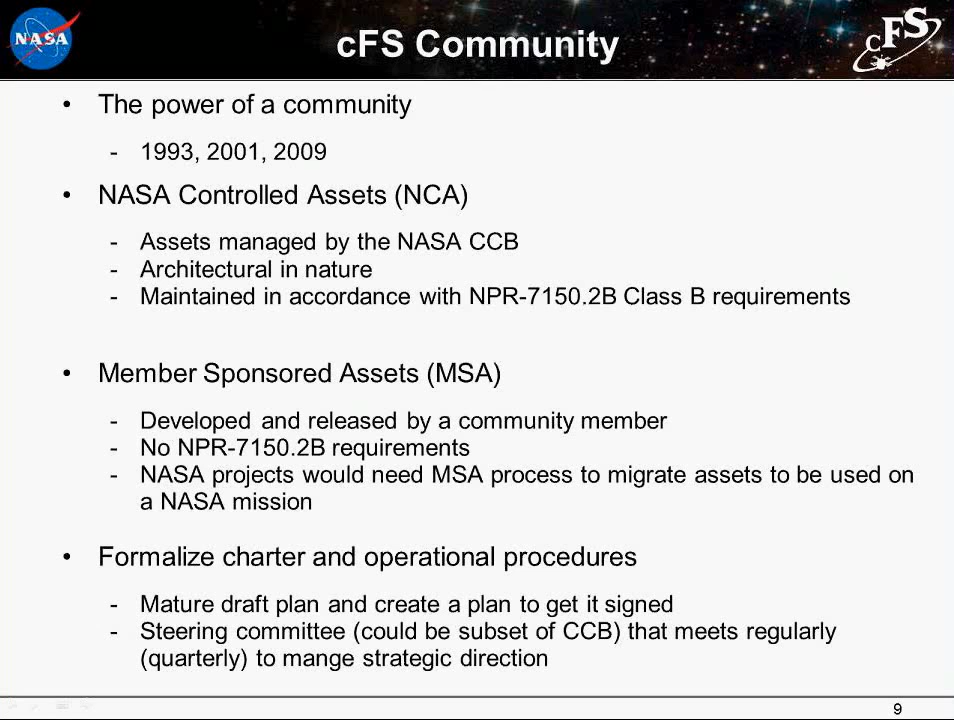 NASA
cFS Community
cFS
• The power of a community
- 1993, 2001, 2009
• NASA Controlled Assets (NCA)
- Assets managed by the NASA CCB
- Architectural in nature
- Maintained in accordance with NPR-7150.2B Class B requirements
• Member Sponsored Assets (MSA)
- Developed and released by a community member
- No NPR-7150.2B requirements
- NASA projects would need MSA process to migrate assets to be used on
a NASA mission
• Formalize charter and operational procedures
- Mature draft plan and create a plan to get it signed
- Steering committee (could be subset of CCB) that meets regularly
(quarterly) to mange strategic direction
9